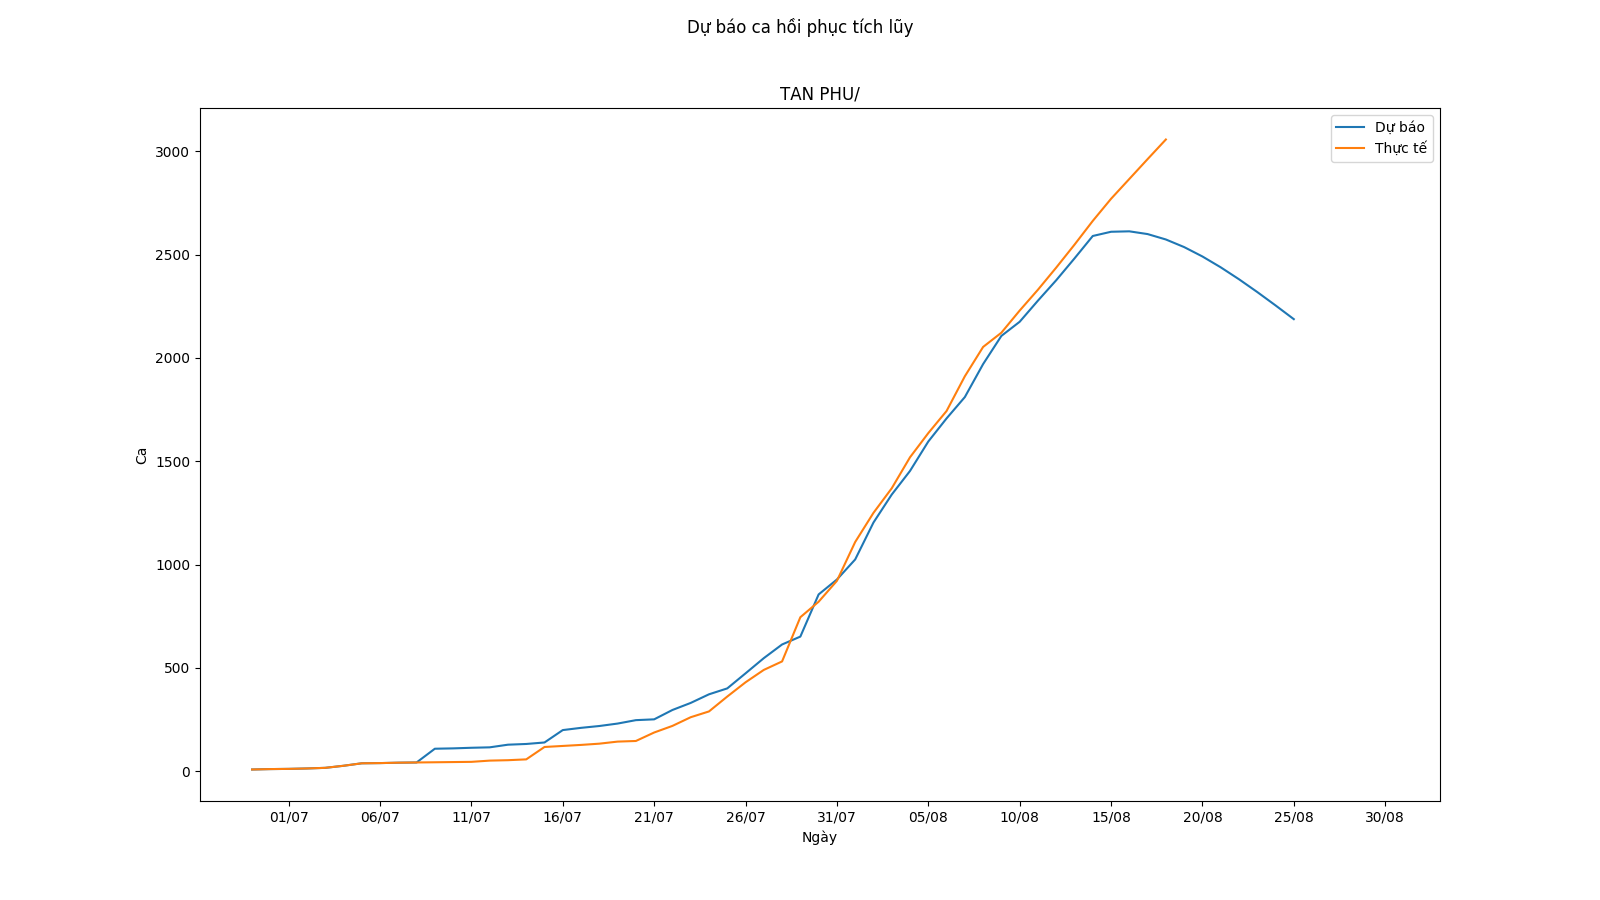 Dự báo ca hồi phục tích lũy
TAN PHU/
Dự báo
Thực tế
3000
2500
2000
1500
1000
500
0
Ca
01/07 06/07 11/07 16/07 21/07 26/07 31/07 05/08 10/08 15/08 20/08 25/08 30/08
Ngày